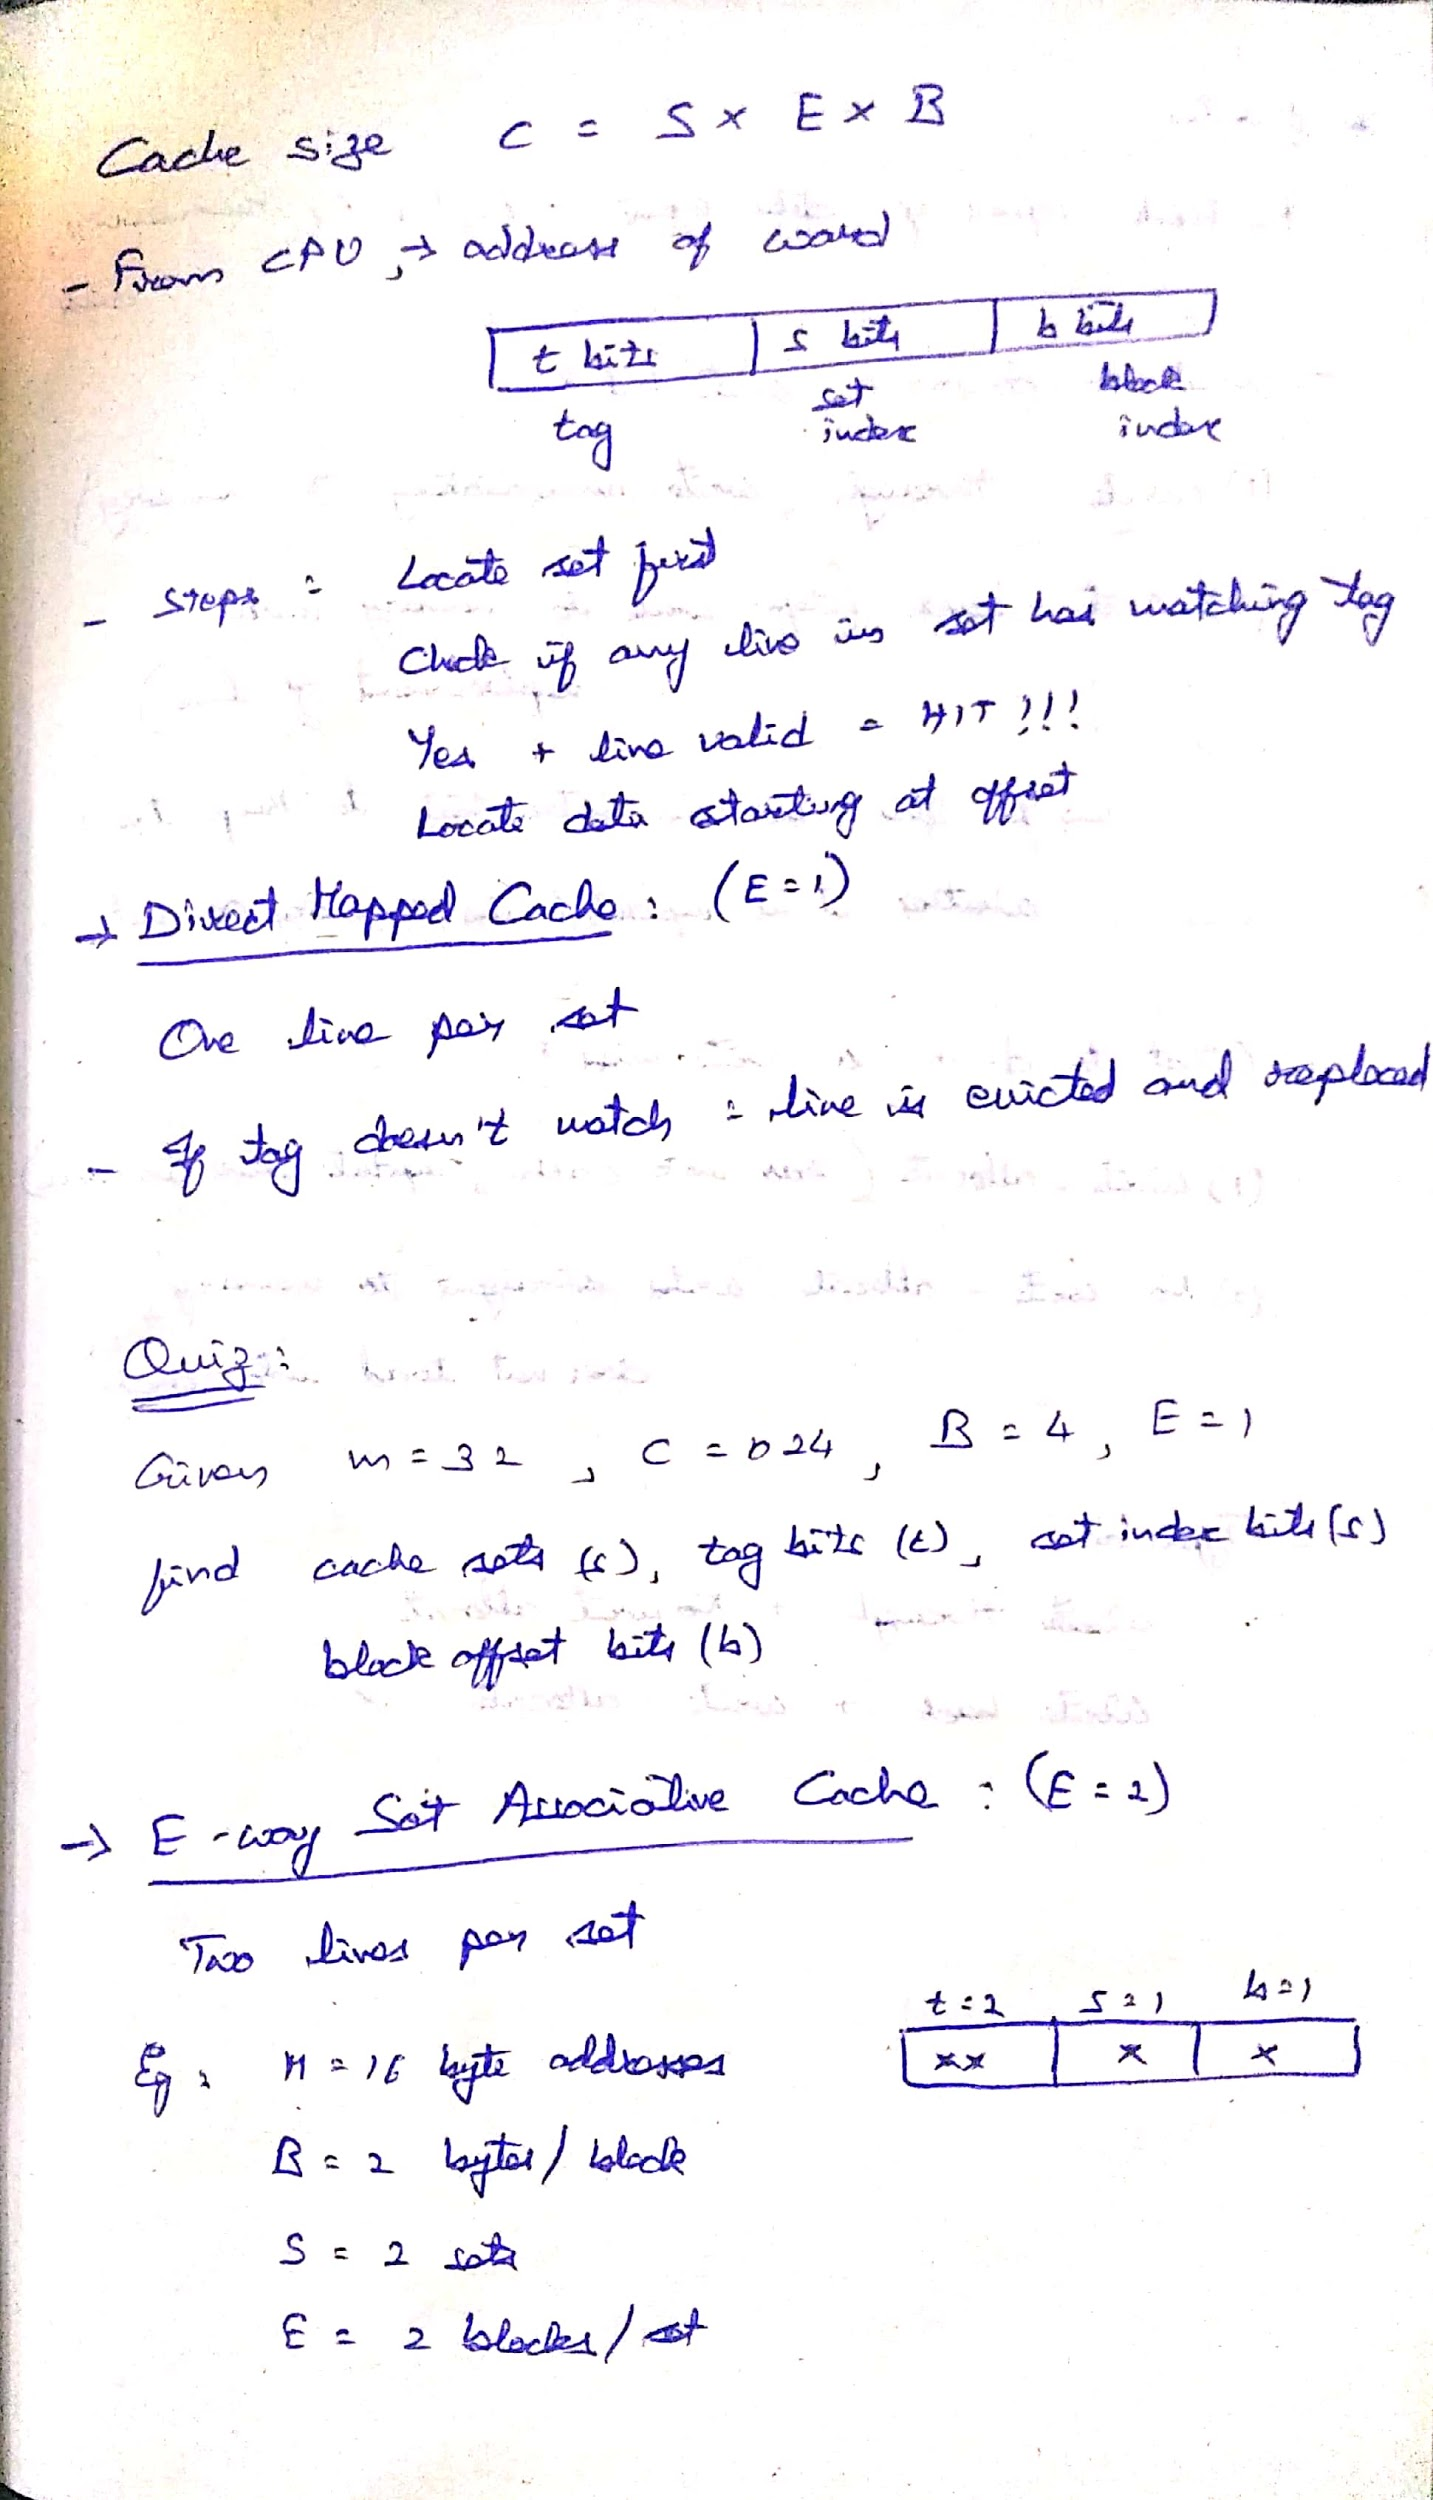 Cache size C = S x E x B
- From CPU, → address of word
t bits s bits b bits
tag set index block index
- Steps : Locate set first
Check if any line in set has matching tag
Yes + line valid = HIT !!!
Locate data starting at offset
→ Direct Mapped Cache : (E=1)
One line per set
- If tag doesn't match : line is evicted and replaced
Quiz :
Given m = 32 , C = 1024 , B = 4 , E = 1
find cache sets (s), tag bits (t), set index bits (s)
block offset bits (b)
→ E-way Set Associative Cache : (E = 2)
Two lines per set
t=2 s=1 b=1
Eg : M = 16 byte addresses xx x x
B = 2 bytes / block
S = 2 sets
E = 2 blocks / set